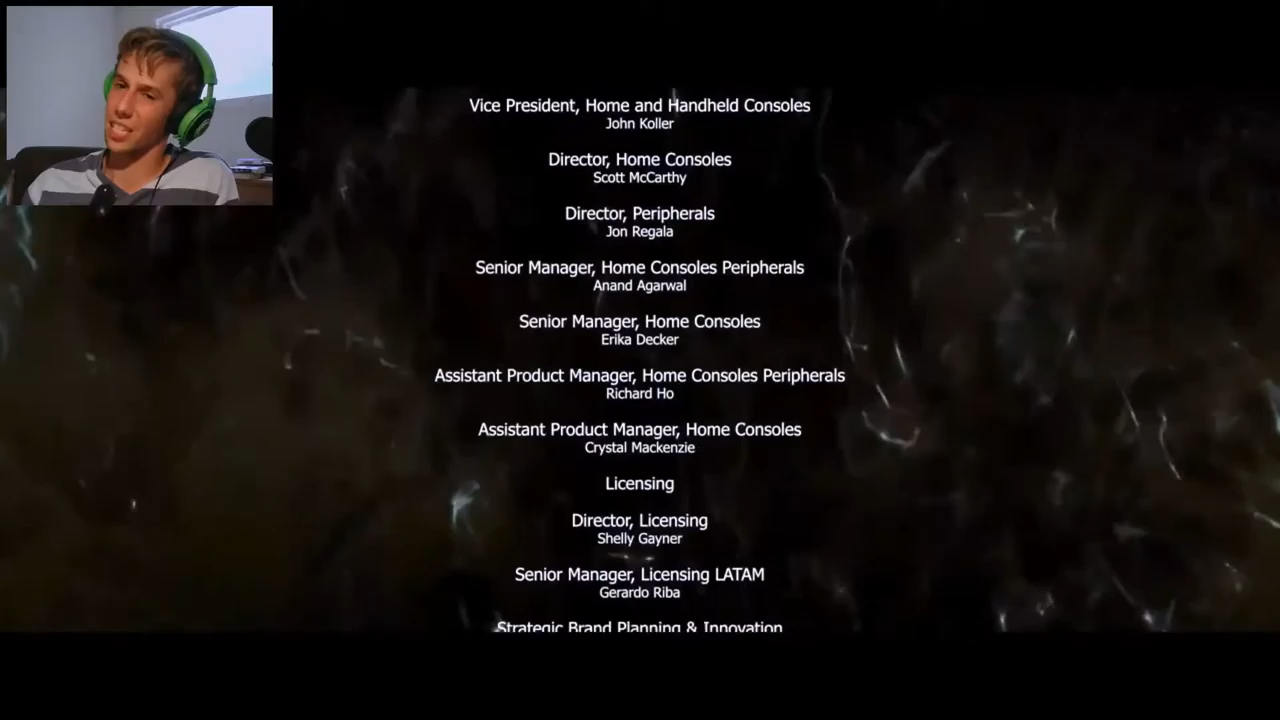 Vice President, Home and Handheld Consoles
John Koller
Director, Home Consoles
Scott McCarthy
Director, Peripherals
Jon Regala
Senior Manager, Home Consoles Peripherals
Anand Agarwal
Senior Manager, Home Consoles
Erika Decker
Assistant Product Manager, Home Consoles Peripherals
Richard Ho
Assistant Product Manager, Home Consoles
Crystal Mackenzie
Licensing
Director, Licensing
Shelly Gayner
Senior Manager, Licensing LATAM
Gerardo Riba
Strategic Brand Planning & Innovation